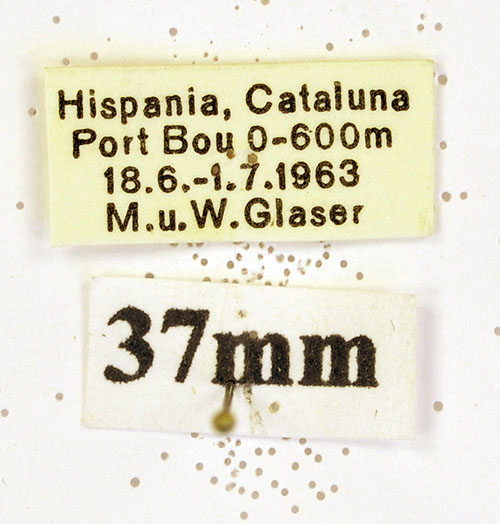 Hispania, Cataluna
Port Bou 0-600m
18.6.-1.7.1963
M.u.W.Glaser
37mm